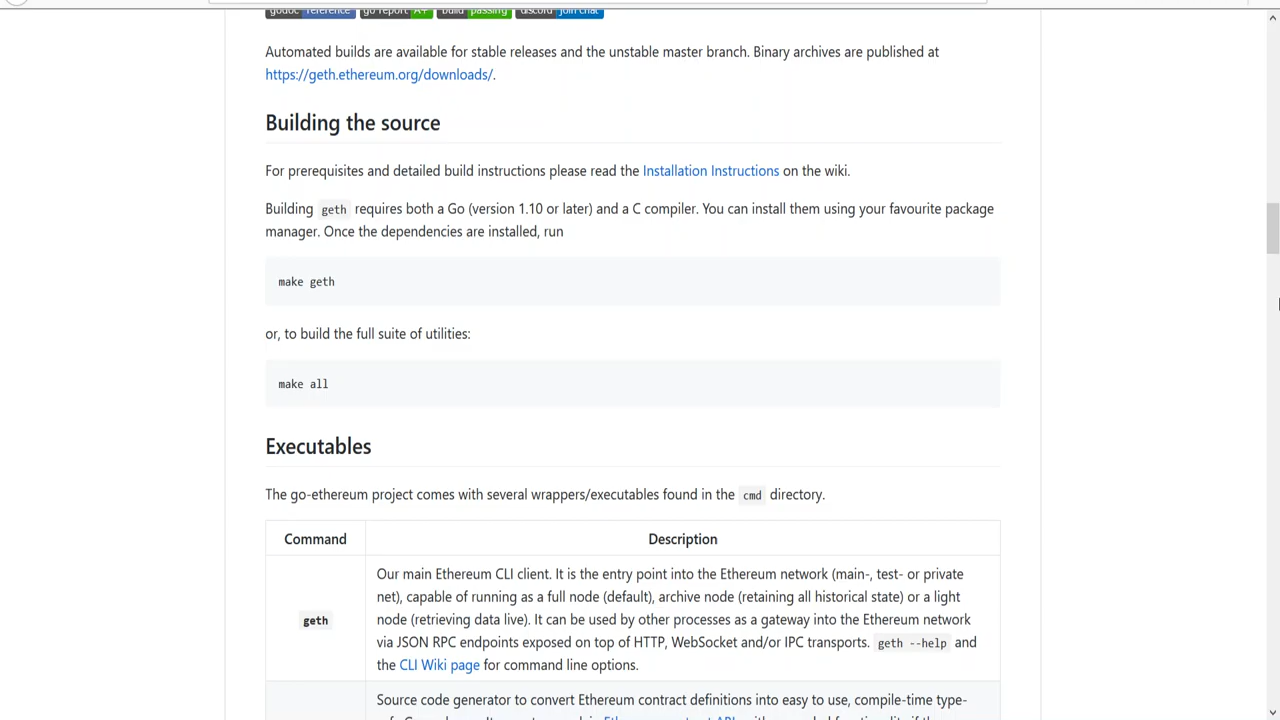 godoc reference go report A+ build passing discord join chat
Automated builds are available for stable releases and the unstable master branch. Binary archives are published at
https://geth.ethereum.org/downloads/.
Building the source
For prerequisites and detailed build instructions please read the Installation Instructions on the wiki.
Building geth requires both a Go (version 1.10 or later) and a C compiler. You can install them using your favourite package
manager. Once the dependencies are installed, run
make geth
or, to build the full suite of utilities:
make all
Executables
The go-ethereum project comes with several wrappers/executables found in the cmd directory.
Command Description
Our main Ethereum CLI client. It is the entry point into the Ethereum network (main-, test- or private
net), capable of running as a full node (default), archive node (retaining all historical state) or a light
geth node (retrieving data live). It can be used by other processes as a gateway into the Ethereum network
via JSON RPC endpoints exposed on top of HTTP, WebSocket and/or IPC transports. geth --help and
the CLI Wiki page for command line options.
Source code generator to convert Ethereum contract definitions into easy to use, compile-time type-